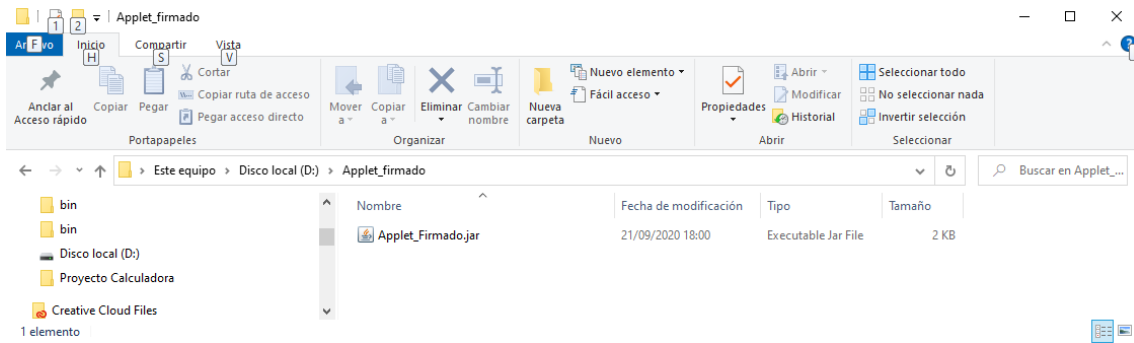 Applet_firmado
1 2
Archivo Inicio Compartir Vista
F H S V
Anclar al Acceso rápido
Copiar
Pegar
Cortar
Copiar ruta de acceso
Pegar acceso directo
Portapapeles
Mover a
Copiar a
Eliminar
Cambiar nombre
Organizar
Nueva carpeta
Nuevo elemento
Fácil acceso
Nuevo
Propiedades
Abrir
Modificar
Historial
Abrir
Seleccionar todo
No seleccionar nada
Invertir selección
Seleccionar
Este equipo > Disco local (D:) > Applet_firmado
Buscar en Applet_...
bin
bin
Disco local (D:)
Proyecto Calculadora
Creative Cloud Files
Nombre Fecha de modificación Tipo Tamaño
Applet_Firmado.jar 21/09/2020 18:00 Executable Jar File 2 KB
1 elemento